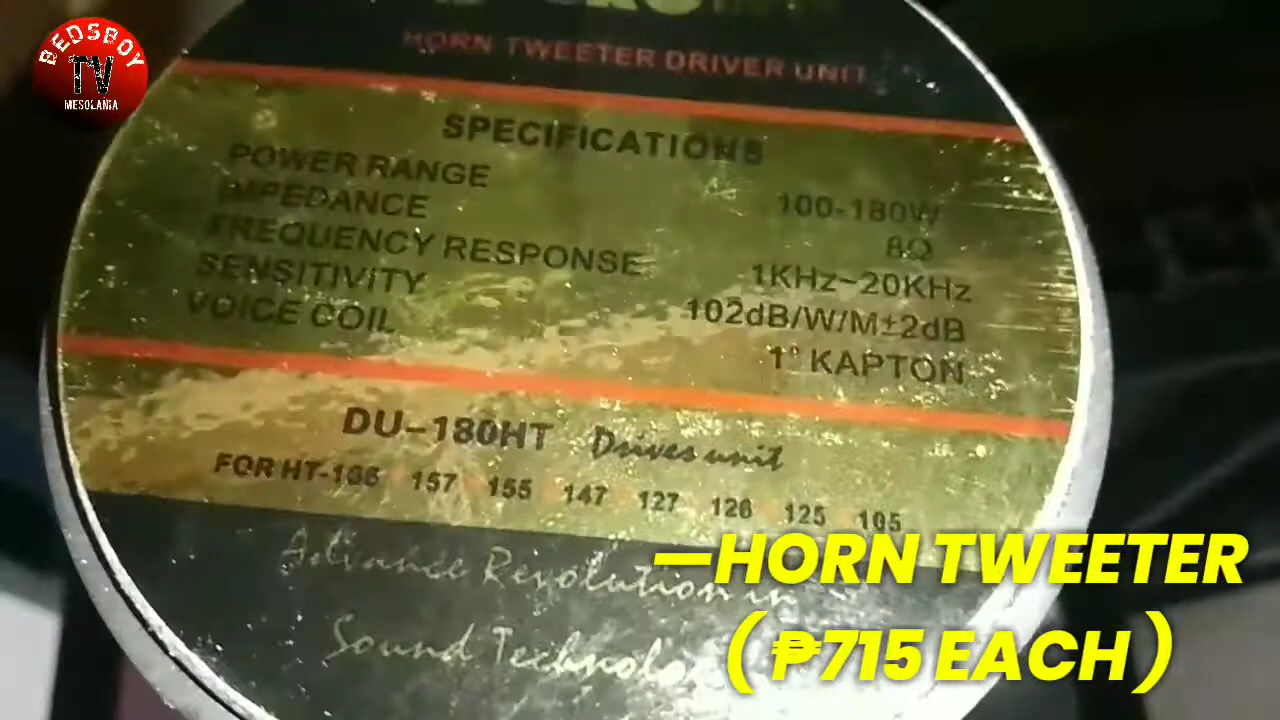 BEDSBOY
TV
MESOLANIA
HORN TWEETER DRIVER UNIT
SPECIFICATIONS
POWER RANGE 100-180W
IMPEDANCE 8Ω
FREQUENCY RESPONSE 1KHz~20KHz
SENSITIVITY 102dB/W/M±2dB
VOICE COIL 1" KAPTON
DU-180HT Drives unit
FOR HT-186 157 155 147 127 126 125 105
Advance Revolution in
Sound
—HORN TWEETER
(₱715 EACH)